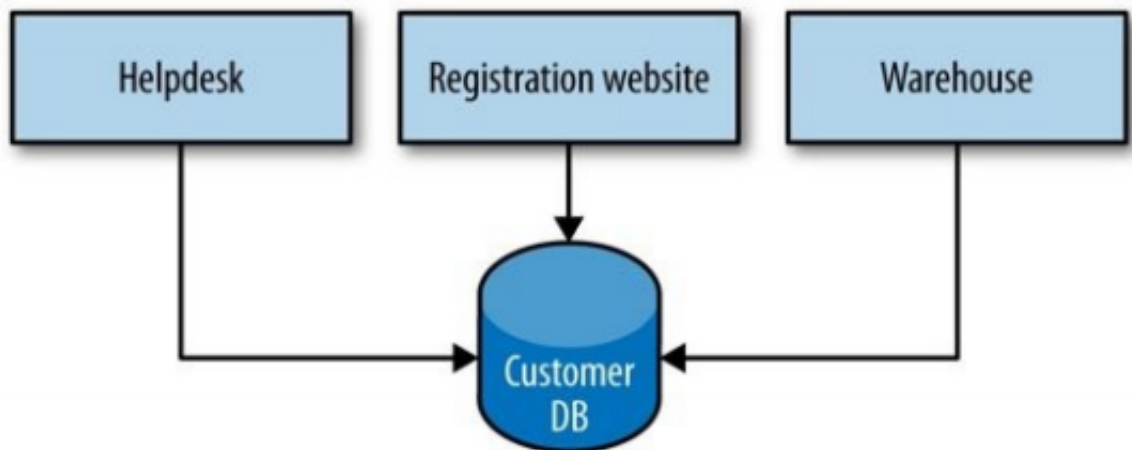 Helpdesk
Registration website
Warehouse
Customer
DB